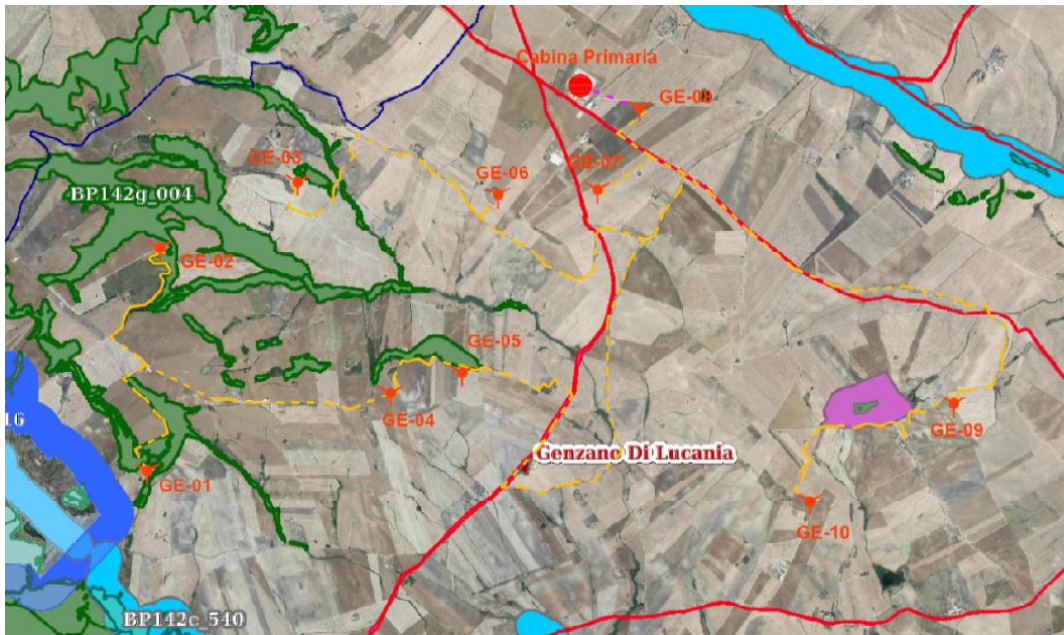 Cabina Primaria
GE-08
GE-03
GE-07
GE-06
BP142g_004
GE-02
GE-05
GE-04
16
GE-09
Genzano Di Lucania
GE-01
GE-10
BP142c_540